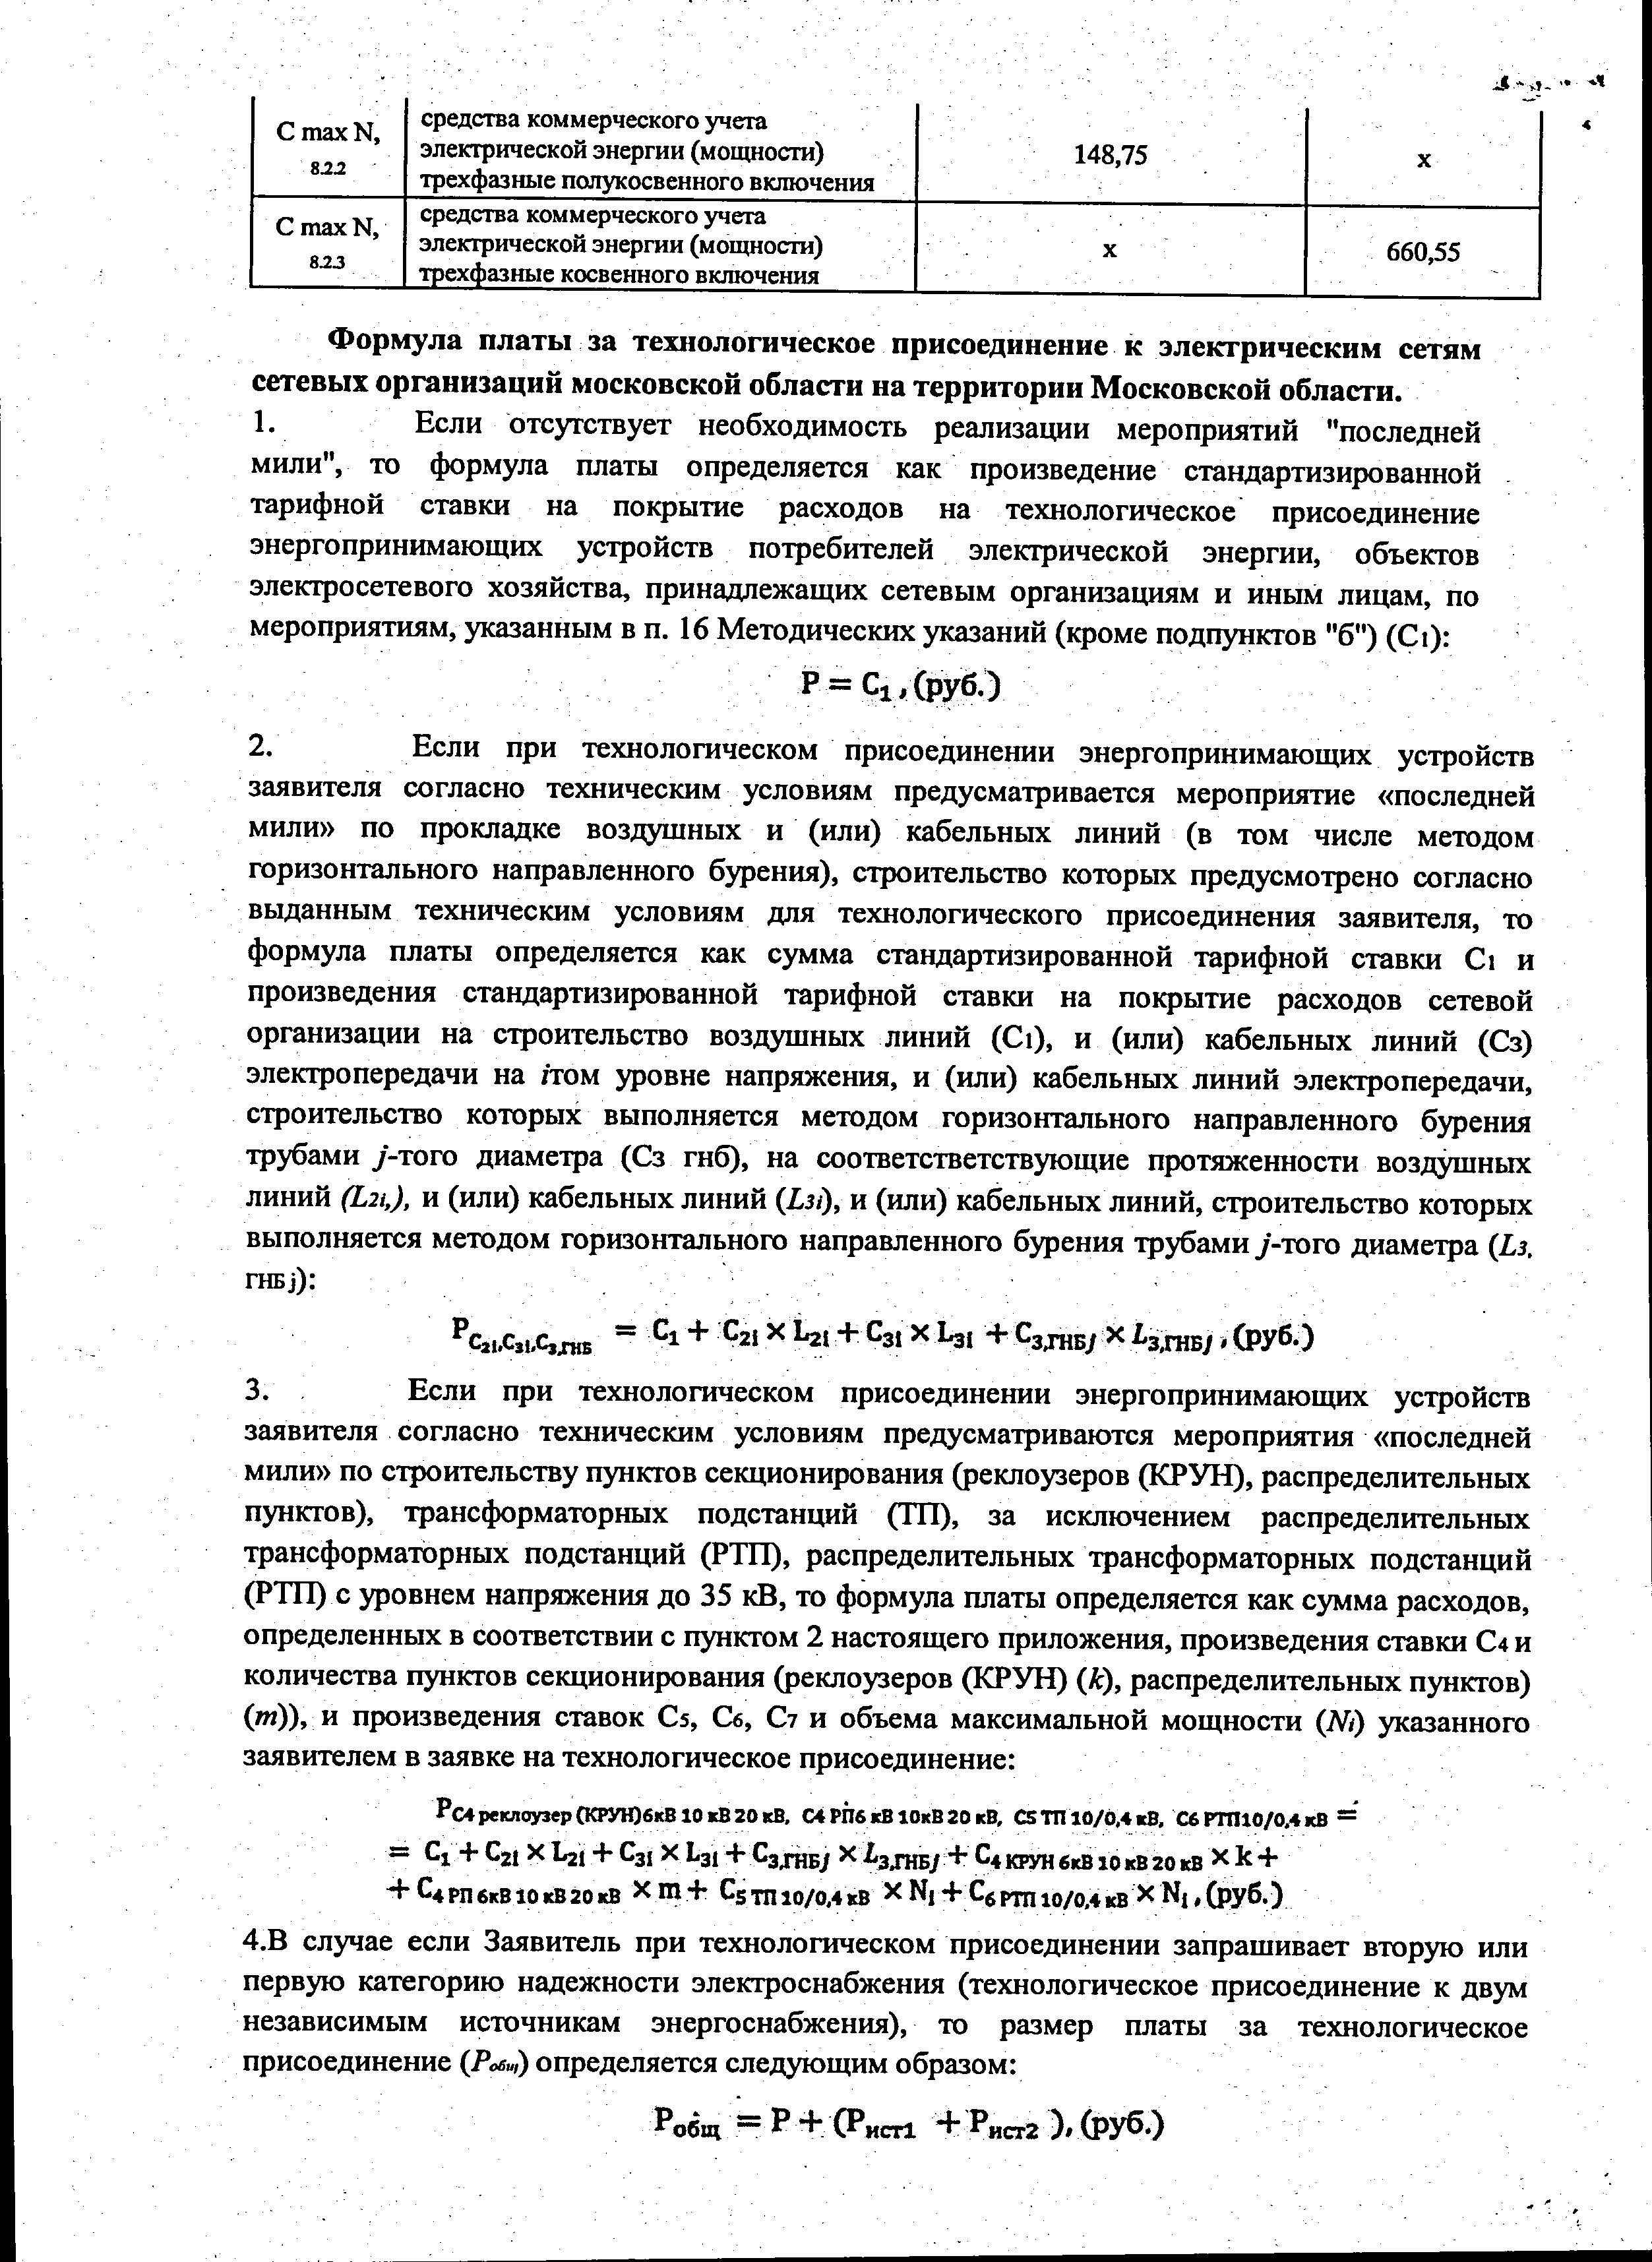 C max N, 8.2.2
средства коммерческого учета
электрической энергии (мощности)
трехфазные полукосвенного включения
148,75
x
C max N, 8.2.3
средства коммерческого учета
электрической энергии (мощности)
трехфазные косвенного включения
x
660,55
Формула платы за технологическое присоединение к электрическим сетям
сетевых организаций московской области на территории Московской области.
1. Если отсутствует необходимость реализации мероприятий "последней
мили", то формула платы определяется как произведение стандартизированной
тарифной ставки на покрытие расходов на технологическое присоединение
энергопринимающих устройств потребителей электрической энергии, объектов
электросетевого хозяйства, принадлежащих сетевым организациям и иным лицам, по
мероприятиям, указанным в п. 16 Методических указаний (кроме подпунктов "б") (C1):
P = C₁, (руб.)
2. Если при технологическом присоединении энергопринимающих устройств
заявителя согласно техническим условиям предусматривается мероприятие «последней
мили» по прокладке воздушных и (или) кабельных линий (в том числе методом
горизонтального направленного бурения), строительство которых предусмотрено согласно
выданным техническим условиям для технологического присоединения заявителя, то
формула платы определяется как сумма стандартизированной тарифной ставки C1 и
произведения стандартизированной тарифной ставки на покрытие расходов сетевой
организации на строительство воздушных линий (C1), и (или) кабельных линий (C3)
электропередачи на iтом уровне напряжения, и (или) кабельных линий электропередачи,
строительство которых выполняется методом горизонтального направленного бурения
трубами j-того диаметра (C3 гнб), на соответстветствующие протяженности воздушных
линий (L2i,), и (или) кабельных линий (L3i), и (или) кабельных линий, строительство которых
выполняется методом горизонтального направленного бурения трубами j-того диаметра (L3,
ГНБ j):
P C2i,C3i,C3,ГНБ = C₁ + C2i × L2i + C3i × L3i + C3,ГНБj × L3,ГНБj, (руб.)
3. Если при технологическом присоединении энергопринимающих устройств
заявителя согласно техническим условиям предусматриваются мероприятия «последней
мили» по строительству пунктов секционирования (реклоузеров (КРУН), распределительных
пунктов), трансформаторных подстанций (ТП), за исключением распределительных
трансформаторных подстанций (РТП), распределительных трансформаторных подстанций
(РТП) с уровнем напряжения до 35 кВ, то формула платы определяется как сумма расходов,
определенных в соответствии с пунктом 2 настоящего приложения, произведения ставки C4 и
количества пунктов секционирования (реклоузеров (КРУН) (k), распределительных пунктов)
(m)), и произведения ставок C5, C6, C7 и объема максимальной мощности (Ni) указанного
заявителем в заявке на технологическое присоединение:
P C4 реклоузер (КРУН)6кВ 10 кВ 20 кВ, C4 РП6 кВ 10кВ 20 кВ, C5 ТП 10/0,4 кВ, C6 РТП10/0,4 кВ =
= C₁ + C2i × L2i + C3i × L3i + C3,ГНБj × L3,ГНБj + C4 КРУН 6кВ 10 кВ 20 кВ × k +
+ C4 РП 6кВ 10 кВ 20 кВ × m + C5 ТП 10/0,4 кВ × Ni + C6 РТП 10/0,4 кВ × Ni, (руб.)
4.В случае если Заявитель при технологическом присоединении запрашивает вторую или
первую категорию надежности электроснабжения (технологическое присоединение к двум
независимым источникам энергоснабжения), то размер платы за технологическое
присоединение (Pобщ) определяется следующим образом:
Pобщ = P + (Pист1 + Pист2), (руб.)